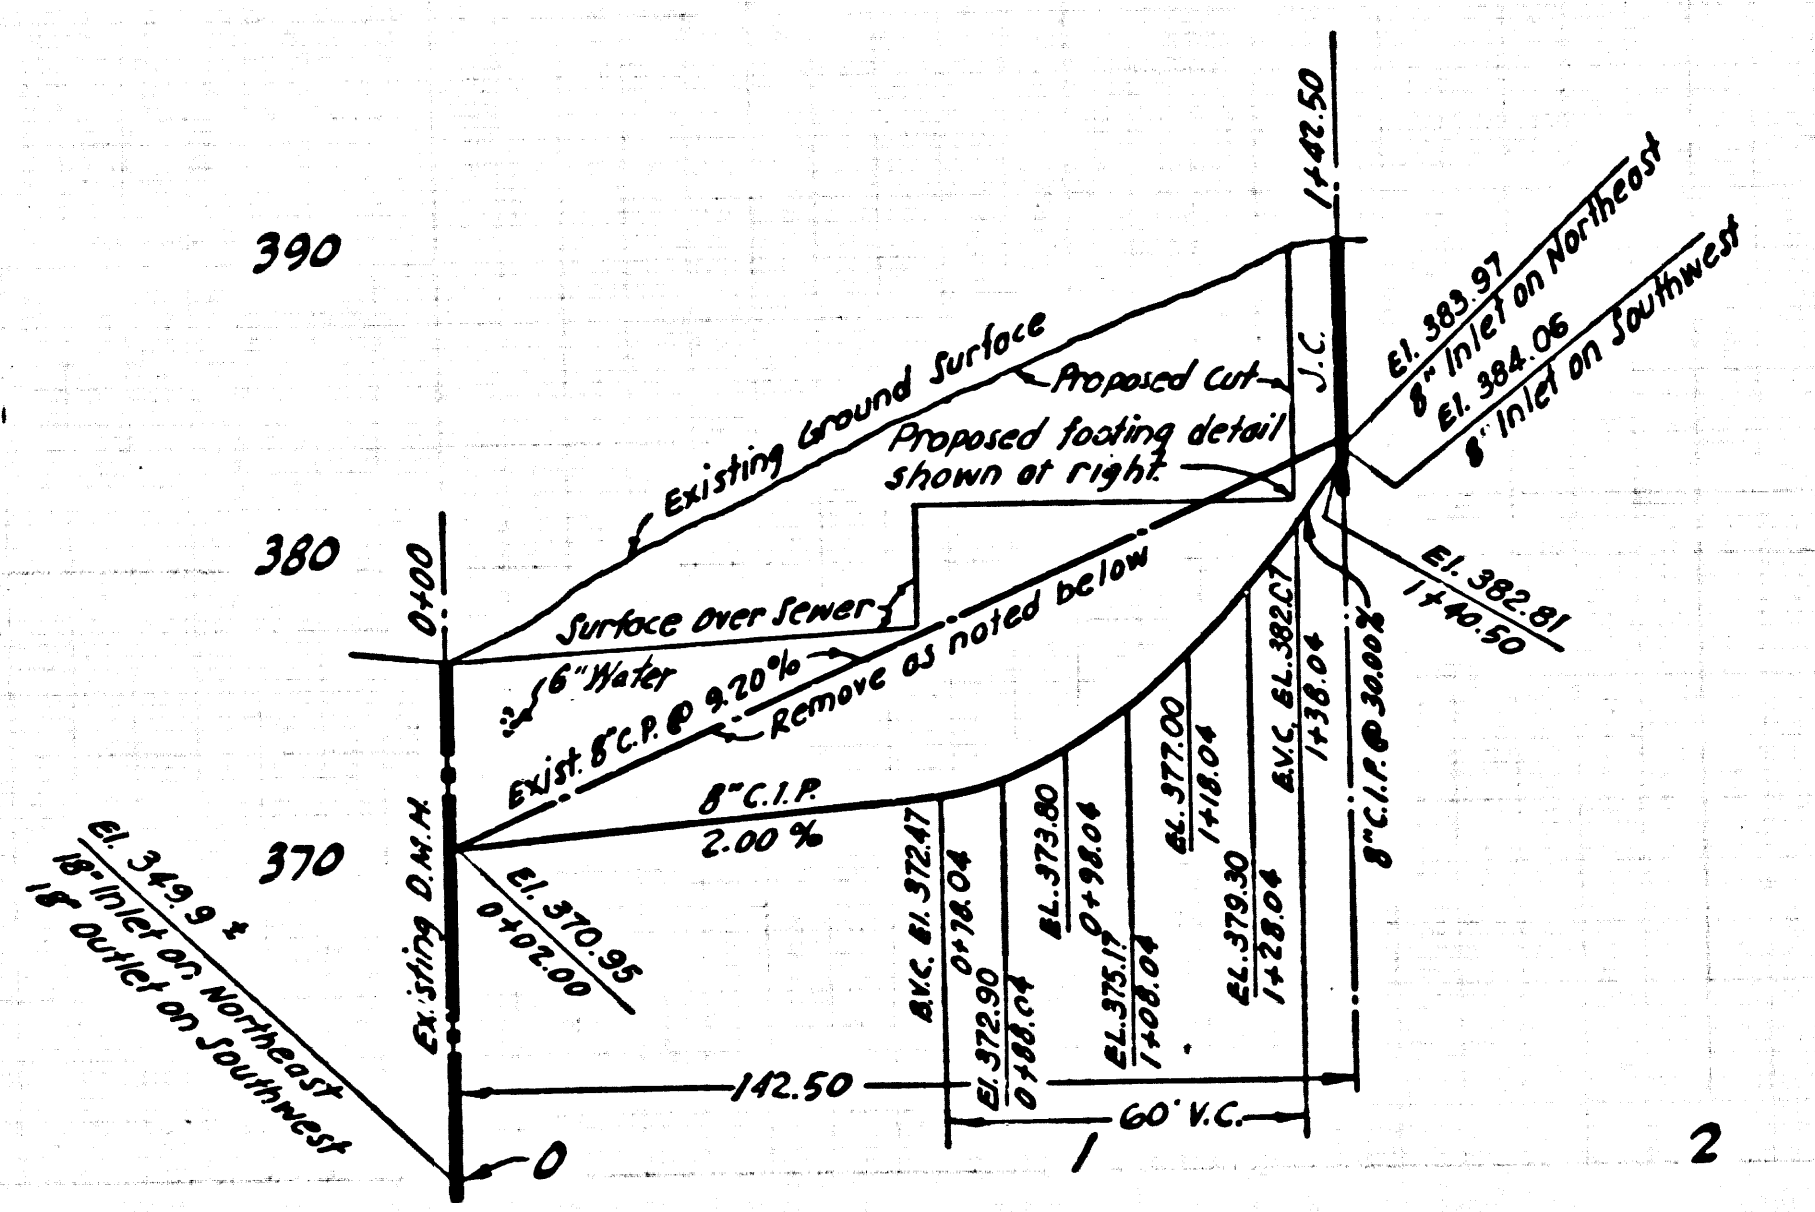 1+42.50
390
El. 383.97
8" Inlet on Northeast
El. 384.06
8" Inlet on Southwest
J.C.
Existing Ground Surface
Proposed Cut
Proposed footing detail
shown at right.
380
0+00
Surface Over Sewer
6" Water
Exist. 8" C.P. @ 9.20%
Remove as noted below
El. 382.81
1+40.50
8" C.I.P. @ 30.00%
8" C.I.P.
2.00 %
370
Existing D.M.H.
El. 349.9 ±
18" Inlet on Northeast
18" Outlet on Southwest
El. 370.95
0+02.00
B.V.C. El. 372.47
0+78.04
El. 372.90
0+88.04
EL. 373.80
0+98.04
EL. 375.17
1+08.04
EL. 377.00
1+18.04
EL. 379.30
1+28.04
EL. 382.07
1+38.04
142.50
60' V.C.
0
1
2